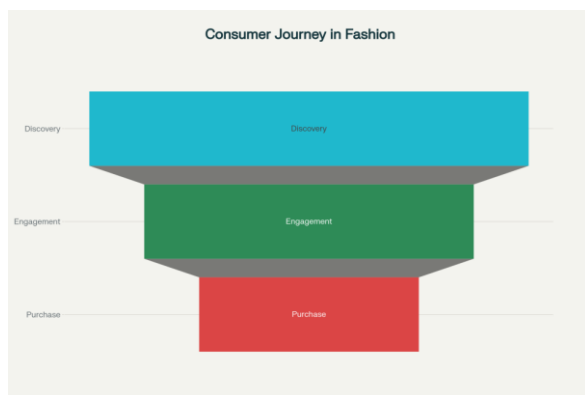 Consumer Journey in Fashion
Discovery
Discovery
Engagement
Engagement
Purchase
Purchase